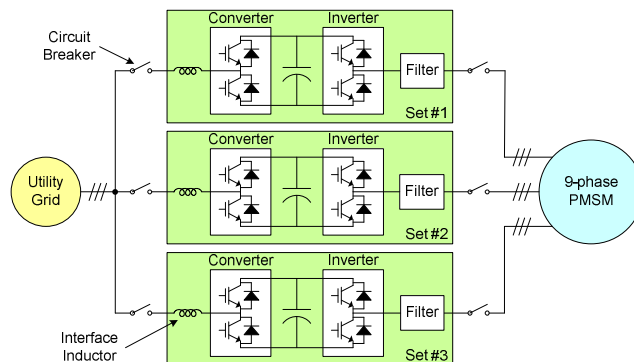 Converter
Inverter
Circuit
Breaker
Filter
Set #1
Converter
Inverter
Utility
Grid
Filter
9-phase
PMSM
Set #2
Converter
Inverter
Filter
Interface
Inductor
Set #3